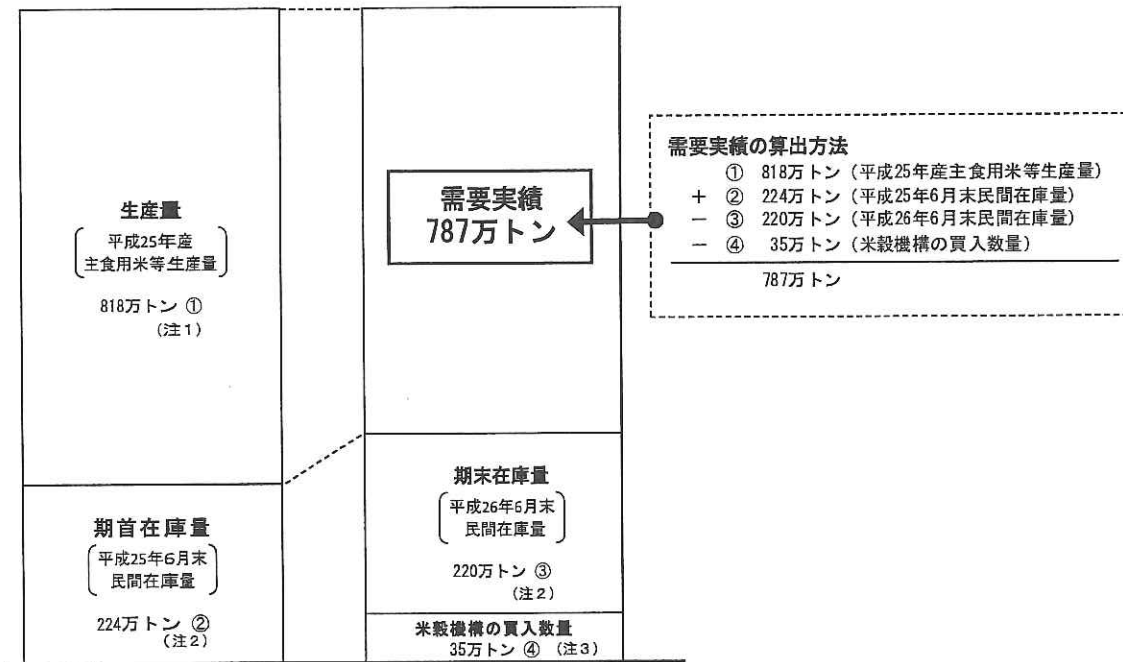 生産量
平成25年産
主食用米等生産量
818万トン ①
(注1)
期首在庫量
平成25年6月末
民間在庫量
224万トン ②
(注2)
需要実績
787万トン
期末在庫量
平成26年6月末
民間在庫量
220万トン ③
(注2)
米穀機構の買入数量
35万トン ④ (注3)
需要実績の算出方法
① 818万トン(平成25年産主食用米等生産量)
+ ② 224万トン(平成25年6月末民間在庫量)
− ③ 220万トン(平成26年6月末民間在庫量)
− ④ 35万トン(米穀機構の買入数量)
787万トン